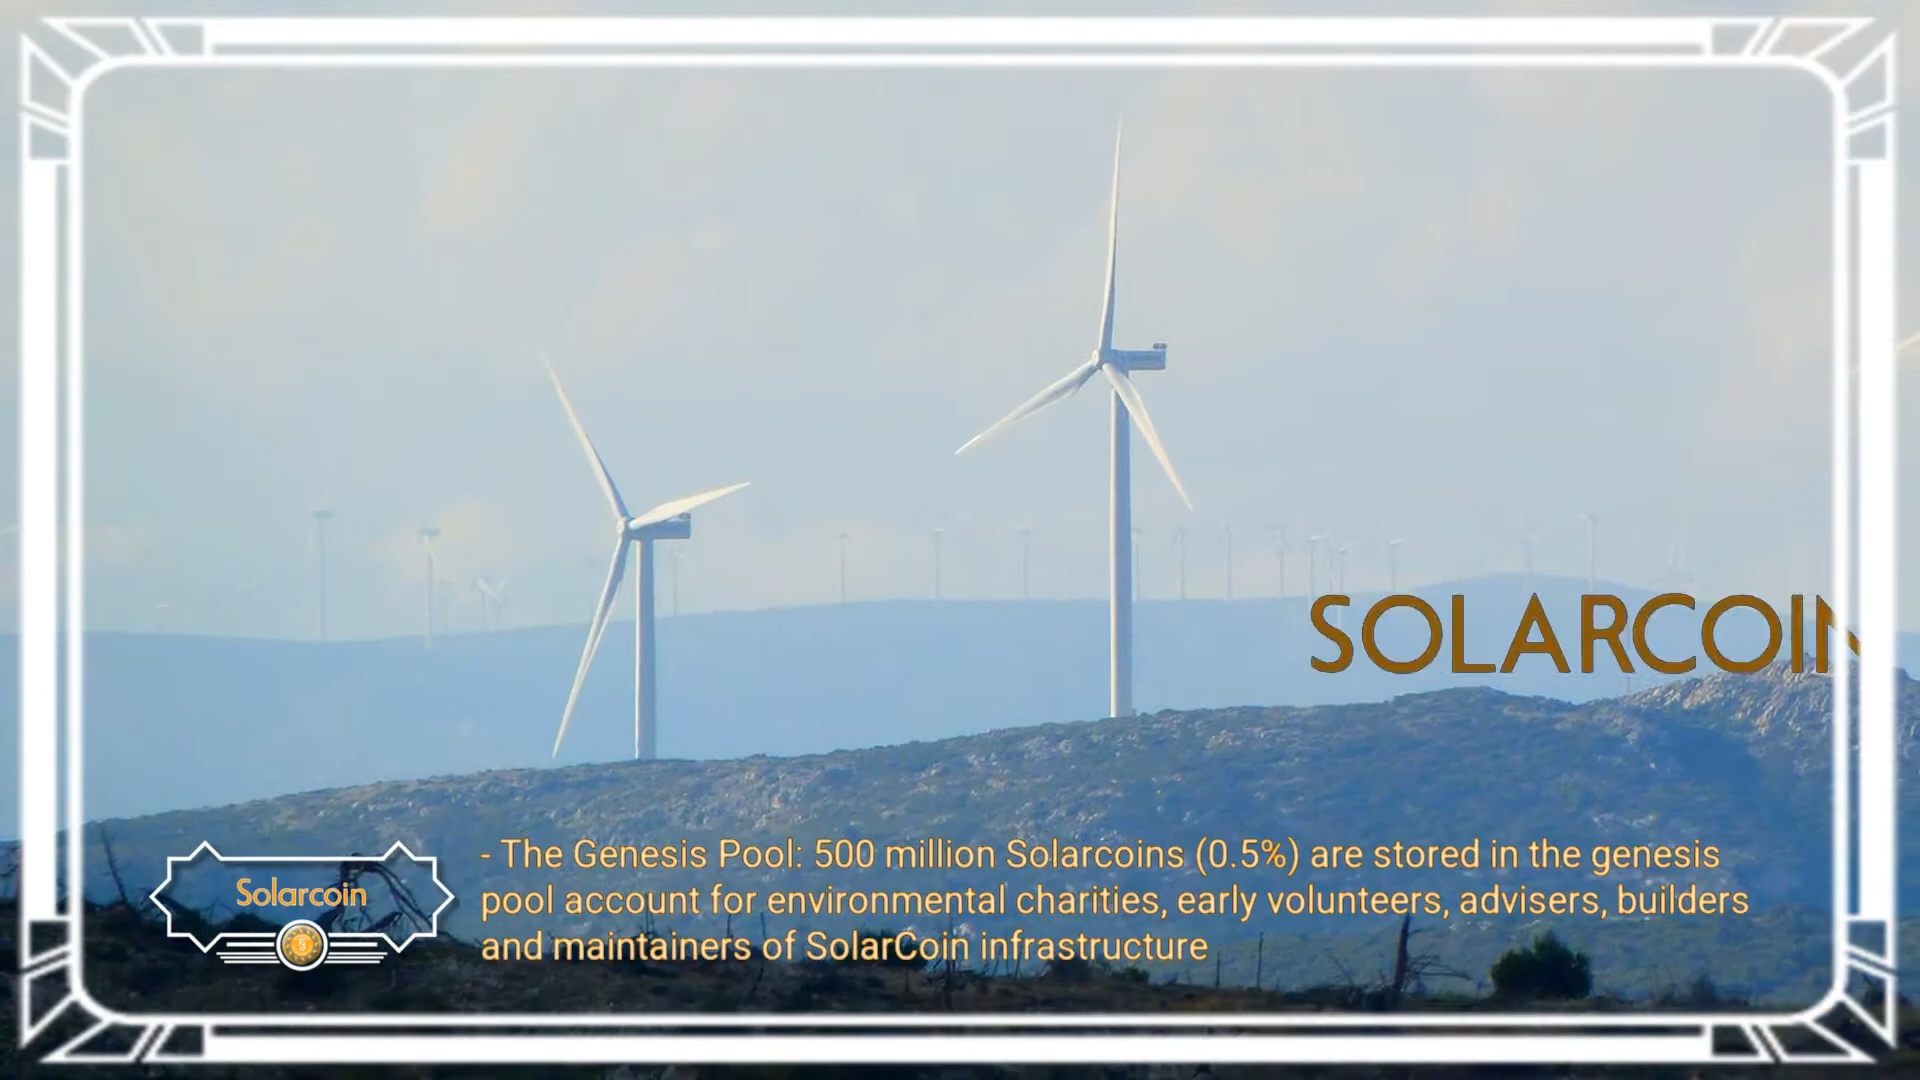 SOLARCOIN
Solarcoin
- The Genesis Pool: 500 million Solarcoins (0.5%) are stored in the genesis
pool account for environmental charities, early volunteers, advisers, builders
and maintainers of SolarCoin infrastructure